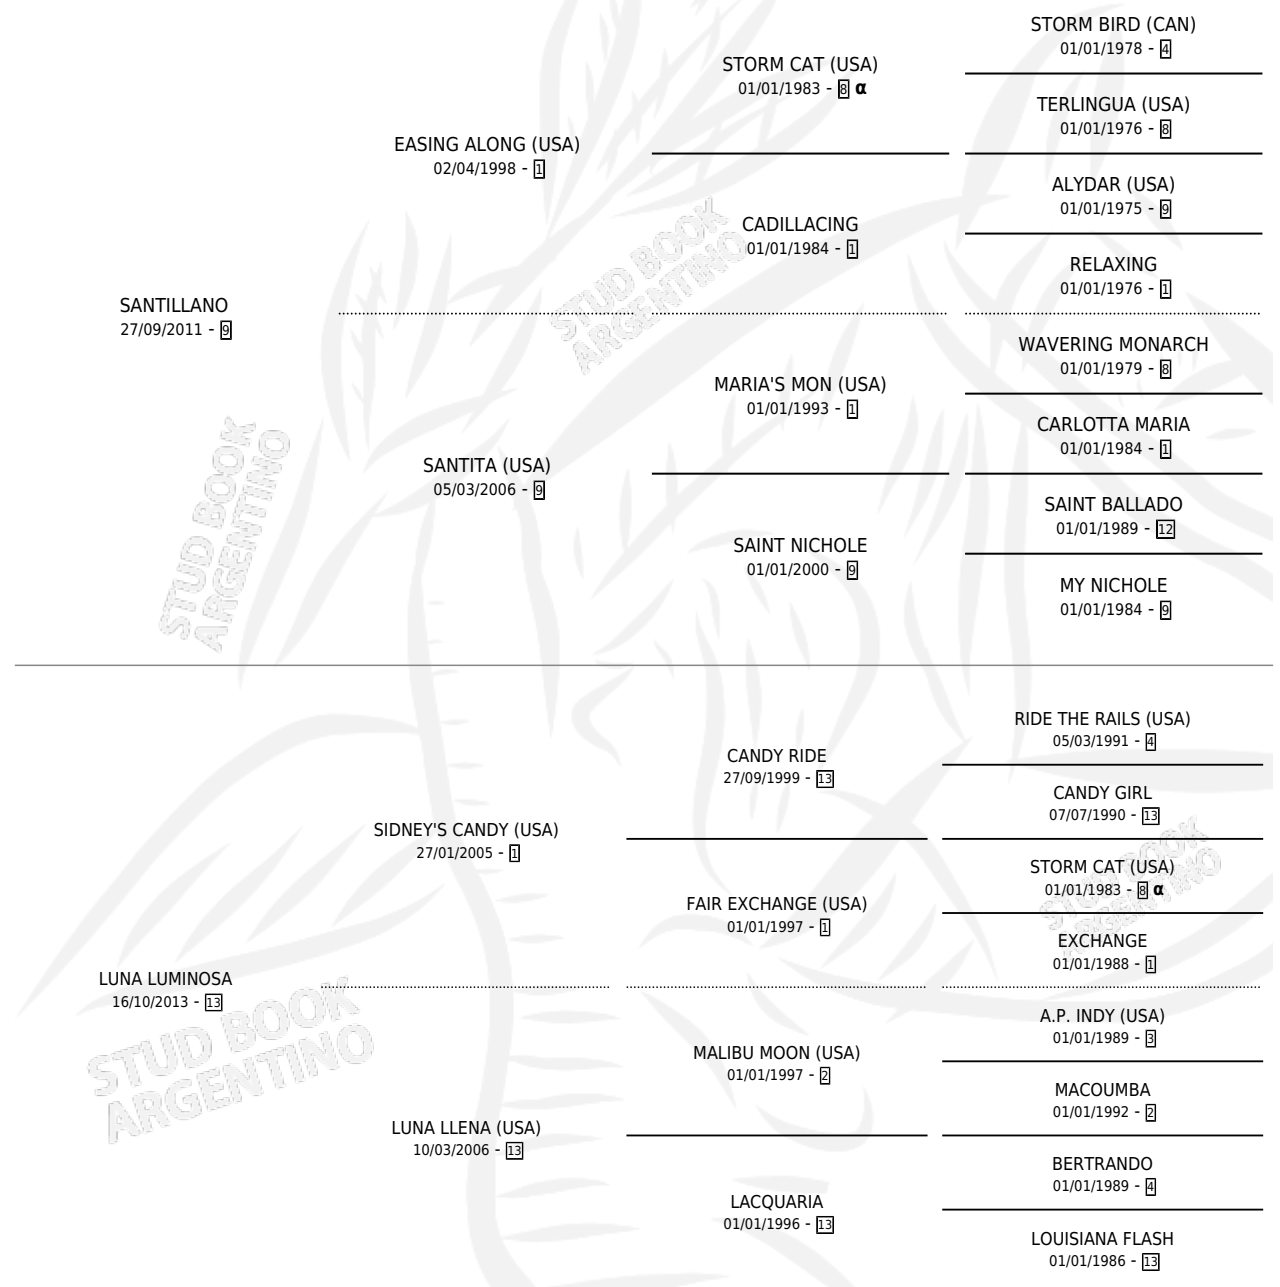 STORM BIRD (CAN)
01/01/1978 - 4
STORM CAT (USA)
01/01/1983 - 8 α
TERLINGUA (USA)
01/01/1976 - 8
EASING ALONG (USA)
02/04/1998 - 1
ALYDAR (USA)
01/01/1975 - 9
CADILLACING
01/01/1984 - 1
RELAXING
01/01/1976 - 1
SANTILLANO
27/09/2011 - 9
WAVERING MONARCH
01/01/1979 - 8
MARIA'S MON (USA)
01/01/1993 - 1
CARLOTTA MARIA
01/01/1984 - 1
SANTITA (USA)
05/03/2006 - 9
SAINT BALLADO
01/01/1989 - 12
SAINT NICHOLE
01/01/2000 - 9
MY NICHOLE
01/01/1984 - 9
RIDE THE RAILS (USA)
05/03/1991 - 4
CANDY RIDE
27/09/1999 - 13
CANDY GIRL
07/07/1990 - 13
SIDNEY'S CANDY (USA)
27/01/2005 - 1
STORM CAT (USA)
01/01/1983 - 8 α
FAIR EXCHANGE (USA)
01/01/1997 - 1
EXCHANGE
01/01/1988 - 1
LUNA LUMINOSA
16/10/2013 - 13
A.P. INDY (USA)
01/01/1989 - 3
MALIBU MOON (USA)
01/01/1997 - 2
MACOUMBA
01/01/1992 - 2
LUNA LLENA (USA)
10/03/2006 - 13
BERTRANDO
01/01/1989 - 4
LACQUARIA
01/01/1996 - 13
LOUISIANA FLASH
01/01/1986 - 13
STUD BOOK
ARGENTINO
STUD BOOK
ARGENTINO
STUD BOOK
ARGENTINO
STUD BOOK
ARGENTINO